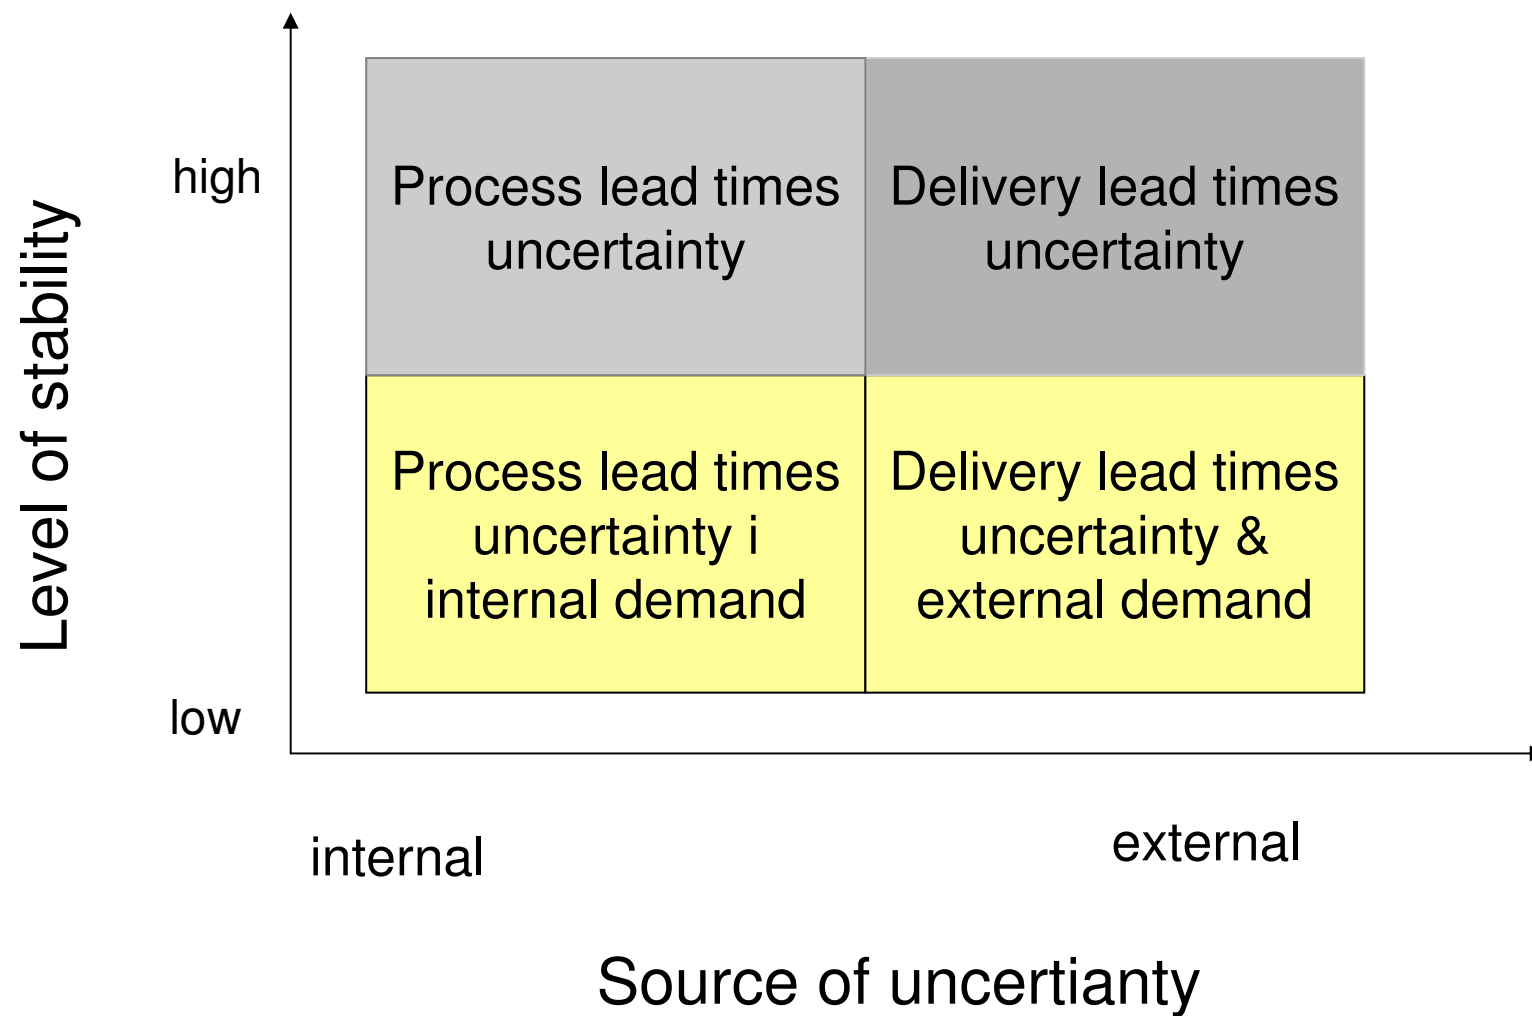 Level of stability
high
Process lead times
uncertainty
Delivery lead times
uncertainty
Process lead times
uncertainty i
internal demand
Delivery lead times
uncertainty &
external demand
low
internal
external
Source of uncertianty